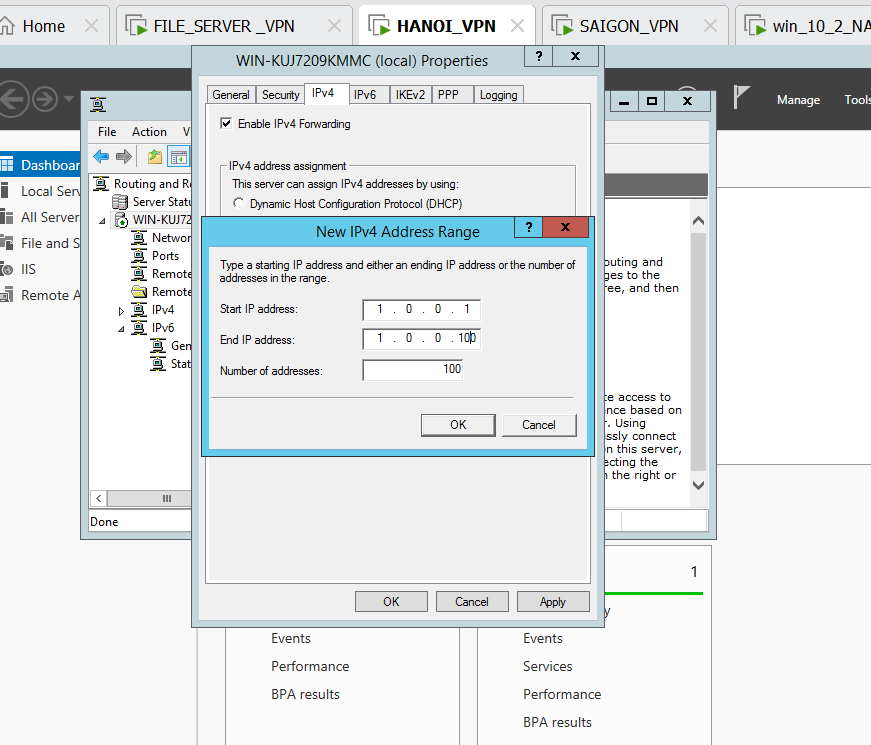 Home
FILE_SERVER _VPN
HANOI_VPN
SAIGON_VPN
win_10_2_NA
WIN-KUJ7209KMMC (local) Properties
? X
General Security IPv4 IPv6 IKEv2 PPP Logging
Enable IPv4 Forwarding
IPv4 address assignment
This server can assign IPv4 addresses by using:
Dynamic Host Configuration Protocol (DHCP)
New IPv4 Address Range
? X
Type a starting IP address and either an ending IP address or the number of
addresses in the range.
Start IP address: 1 . 0 . 0 . 1
End IP address: 1 . 0 . 0 . 100
Number of addresses: 100
OK Cancel
OK Cancel Apply
Manage
Tools
File Action V
Routing and R
Server Statu
WIN-KUJ72
Networ
Ports
Remote
Remote
IPv4
IPv6
Gen
Stat
Done
outing and
ges to the
ree, and then
te access to
ence based on
r. Using
ssly connect
on this server,
ecting the
n the right or
Dashboar
Local Serv
All Server
File and S
IIS
Remote A
Events
Performance
BPA results
1
y
Events
Services
Performance
BPA results